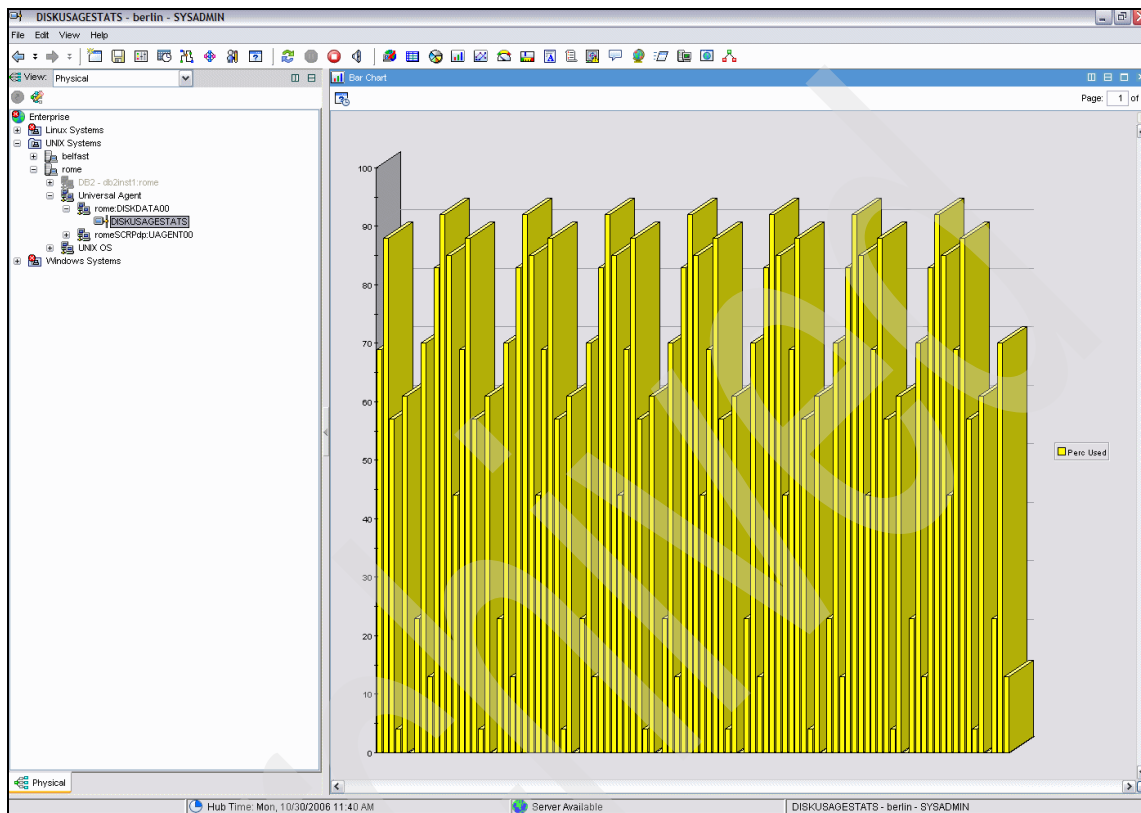 DISKUSAGESTATS - berlin - SYSADMIN
File Edit View Help
View: Physical
Enterprise
Linux Systems
UNIX Systems
belfast
rome
DB2 - db2inst1:rome
Universal Agent
rome:DISKDATA00
DISKUSAGESTATS
romeSCRPdp:UAGENT00
UNIX OS
Windows Systems
Physical
Bar Chart
Page: 1 of
100
90
80
70
60
50
40
30
20
10
0
Perc Used
Hub Time: Mon, 10/30/2006 11:40 AM
Server Available
DISKUSAGESTATS - berlin - SYSADMIN